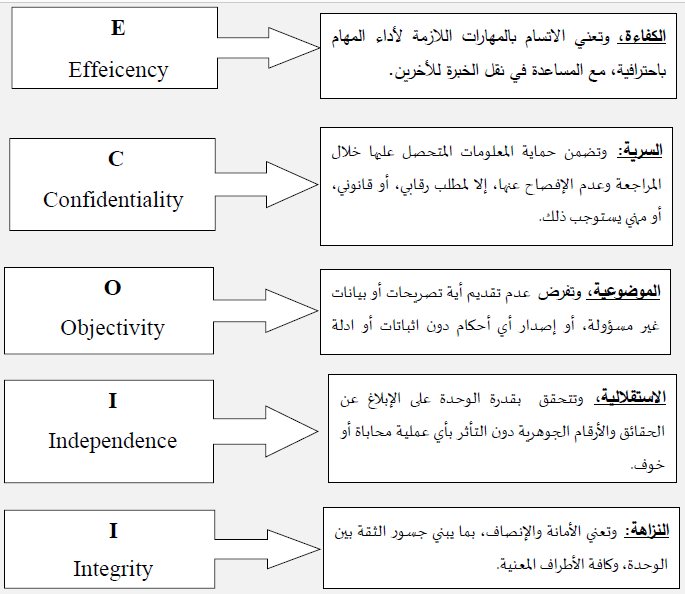 E
Effeicency
الكفاءة، وتعني الاتسام بالمهارات اللازمة لأداء المهام
باحترافية، مع المساعدة في نقل الخبرة للأخرين.
C
Confidentiality
السرية: وتضمن حماية المعلومات المتحصل عليها خلال
المراجعة وعدم الإفصاح عنها، إلا لمطلب رقابي، أو قانوني،
أو مهني يستوجب ذلك.
O
Objectivity
الموضوعية، وتفرض عدم تقديم أية تصريحات أو بيانات
غير مسؤولة، أو إصدار أي أحكام دون اثباتات أو ادلة
I
Independence
الاستقلالية، وتتحقق بقدرة الوحدة على الإبلاغ عن
الحقائق والأرقام الجوهرية دون التأثر بأي عملية محاباة أو
خوف.
I
Integrity
النزاهة: وتعني الأمانة والإنصاف، بما يبني جسور الثقة بين
الوحدة، وكافة الأطراف المعنية.